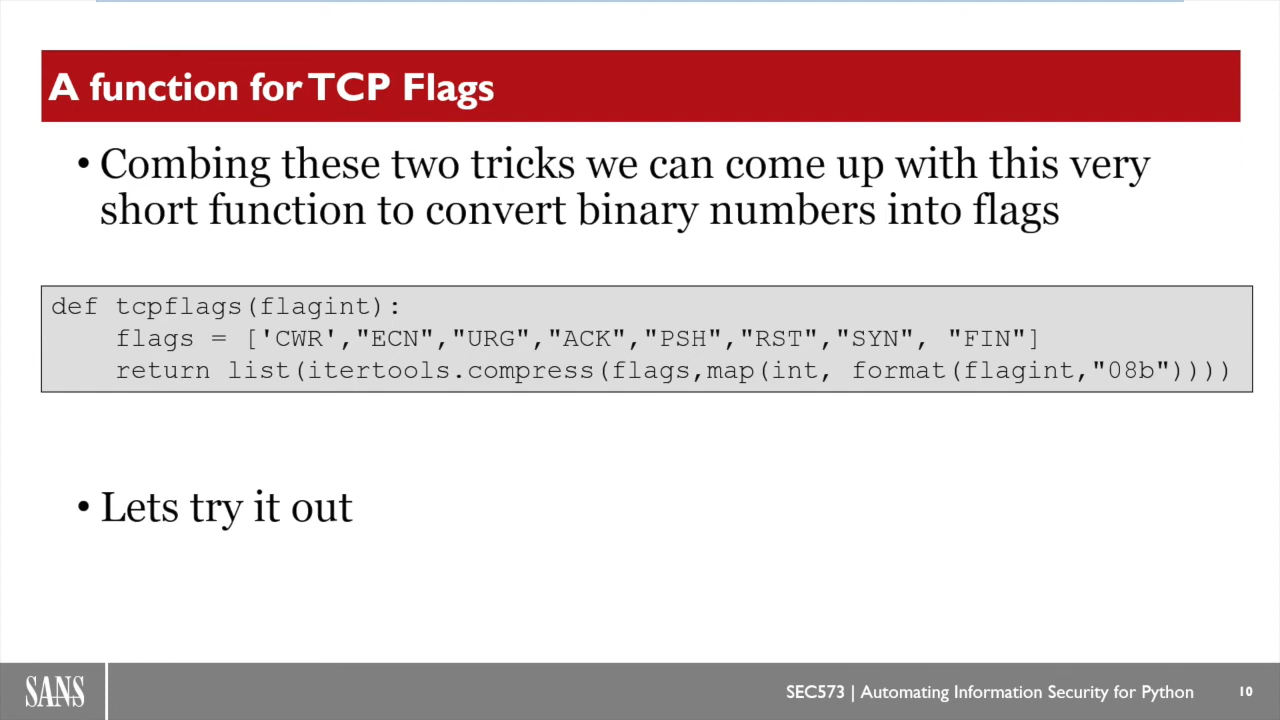 A function for TCP Flags
• Combing these two tricks we can come up with this very
short function to convert binary numbers into flags
def tcpflags(flagint):
    flags = ['CWR',"ECN","URG","ACK","PSH","RST","SYN", "FIN"]
    return list(itertools.compress(flags,map(int, format(flagint,"08b"))))
• Lets try it out
SANS
SEC573 | Automating Information Security for Python
10